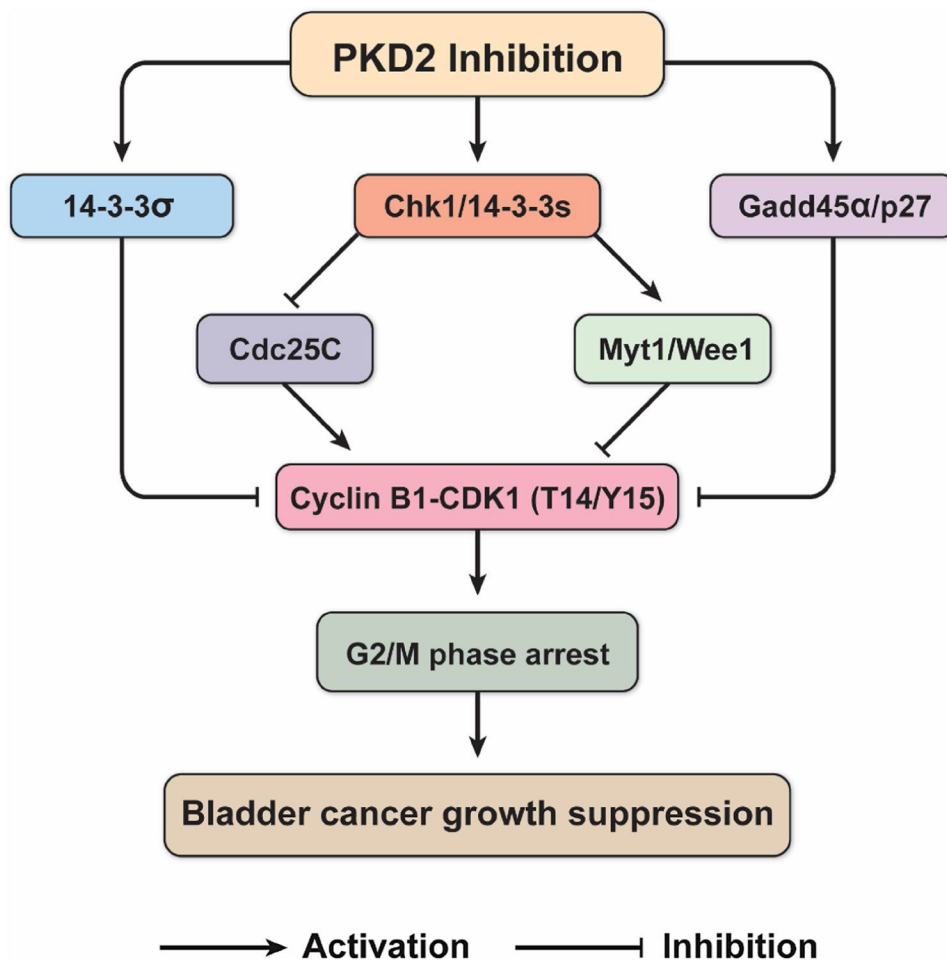 PKD2 Inhibition
14-3-3σ
Chk1/14-3-3s
Gadd45α/p27
Cdc25C
Myt1/Wee1
Cyclin B1-CDK1 (T14/Y15)
G2/M phase arrest
Bladder cancer growth suppression
Activation
Inhibition